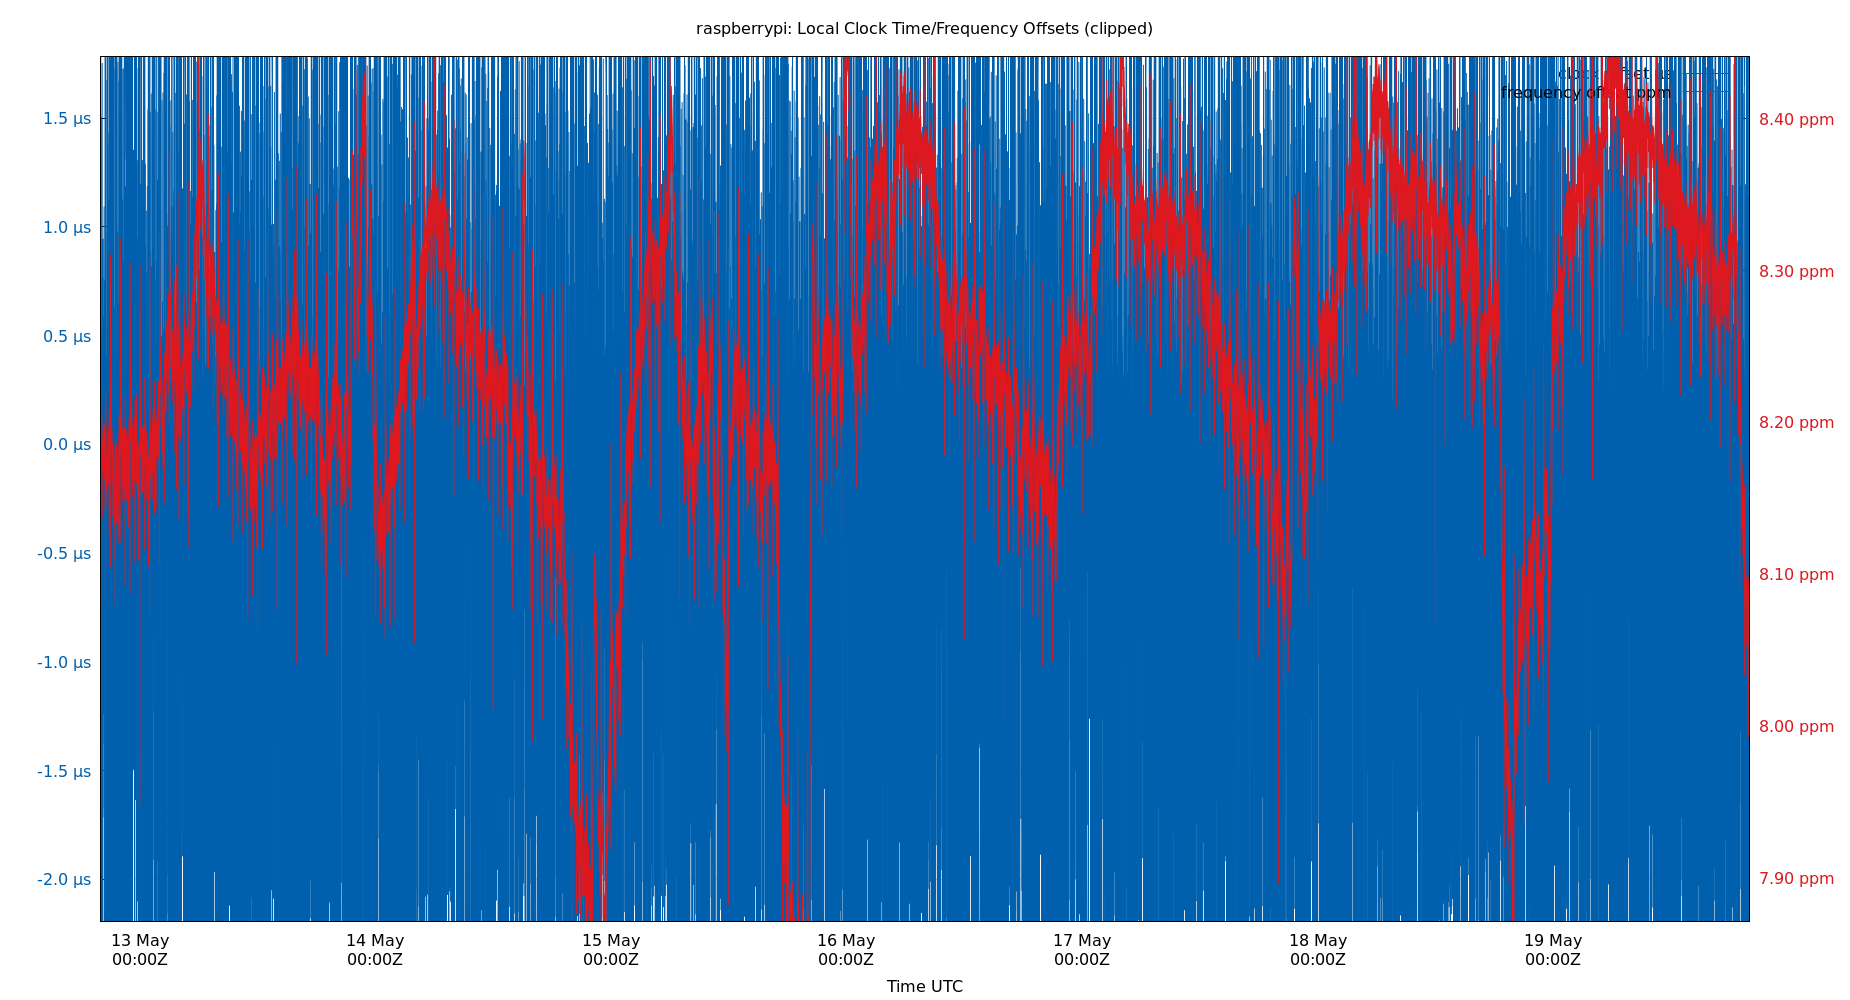 raspberrypi: Local Clock Time/Frequency Offsets (clipped)
1.5 µs
1.0 µs
0.5 µs
0.0 µs
-0.5 µs
-1.0 µs
-1.5 µs
-2.0 µs
frequency offset ppm
8.40 ppm
8.30 ppm
8.20 ppm
8.10 ppm
8.00 ppm
7.90 ppm
13 May 14 May 15 May 16 May 17 May 18 May 19 May
00:00Z 00:00Z 00:00Z 00:00Z 00:00Z 00:00Z 00:00Z
Time UTC